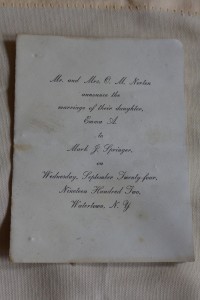 Mr. and Mrs. O. M. Norton
announce the
marriage of their daughter,
Emma A.
to
Mark J. Springer,
on
Wednesday, September Twenty-four,
Nineteen Hundred Two,
Watertown, N. Y